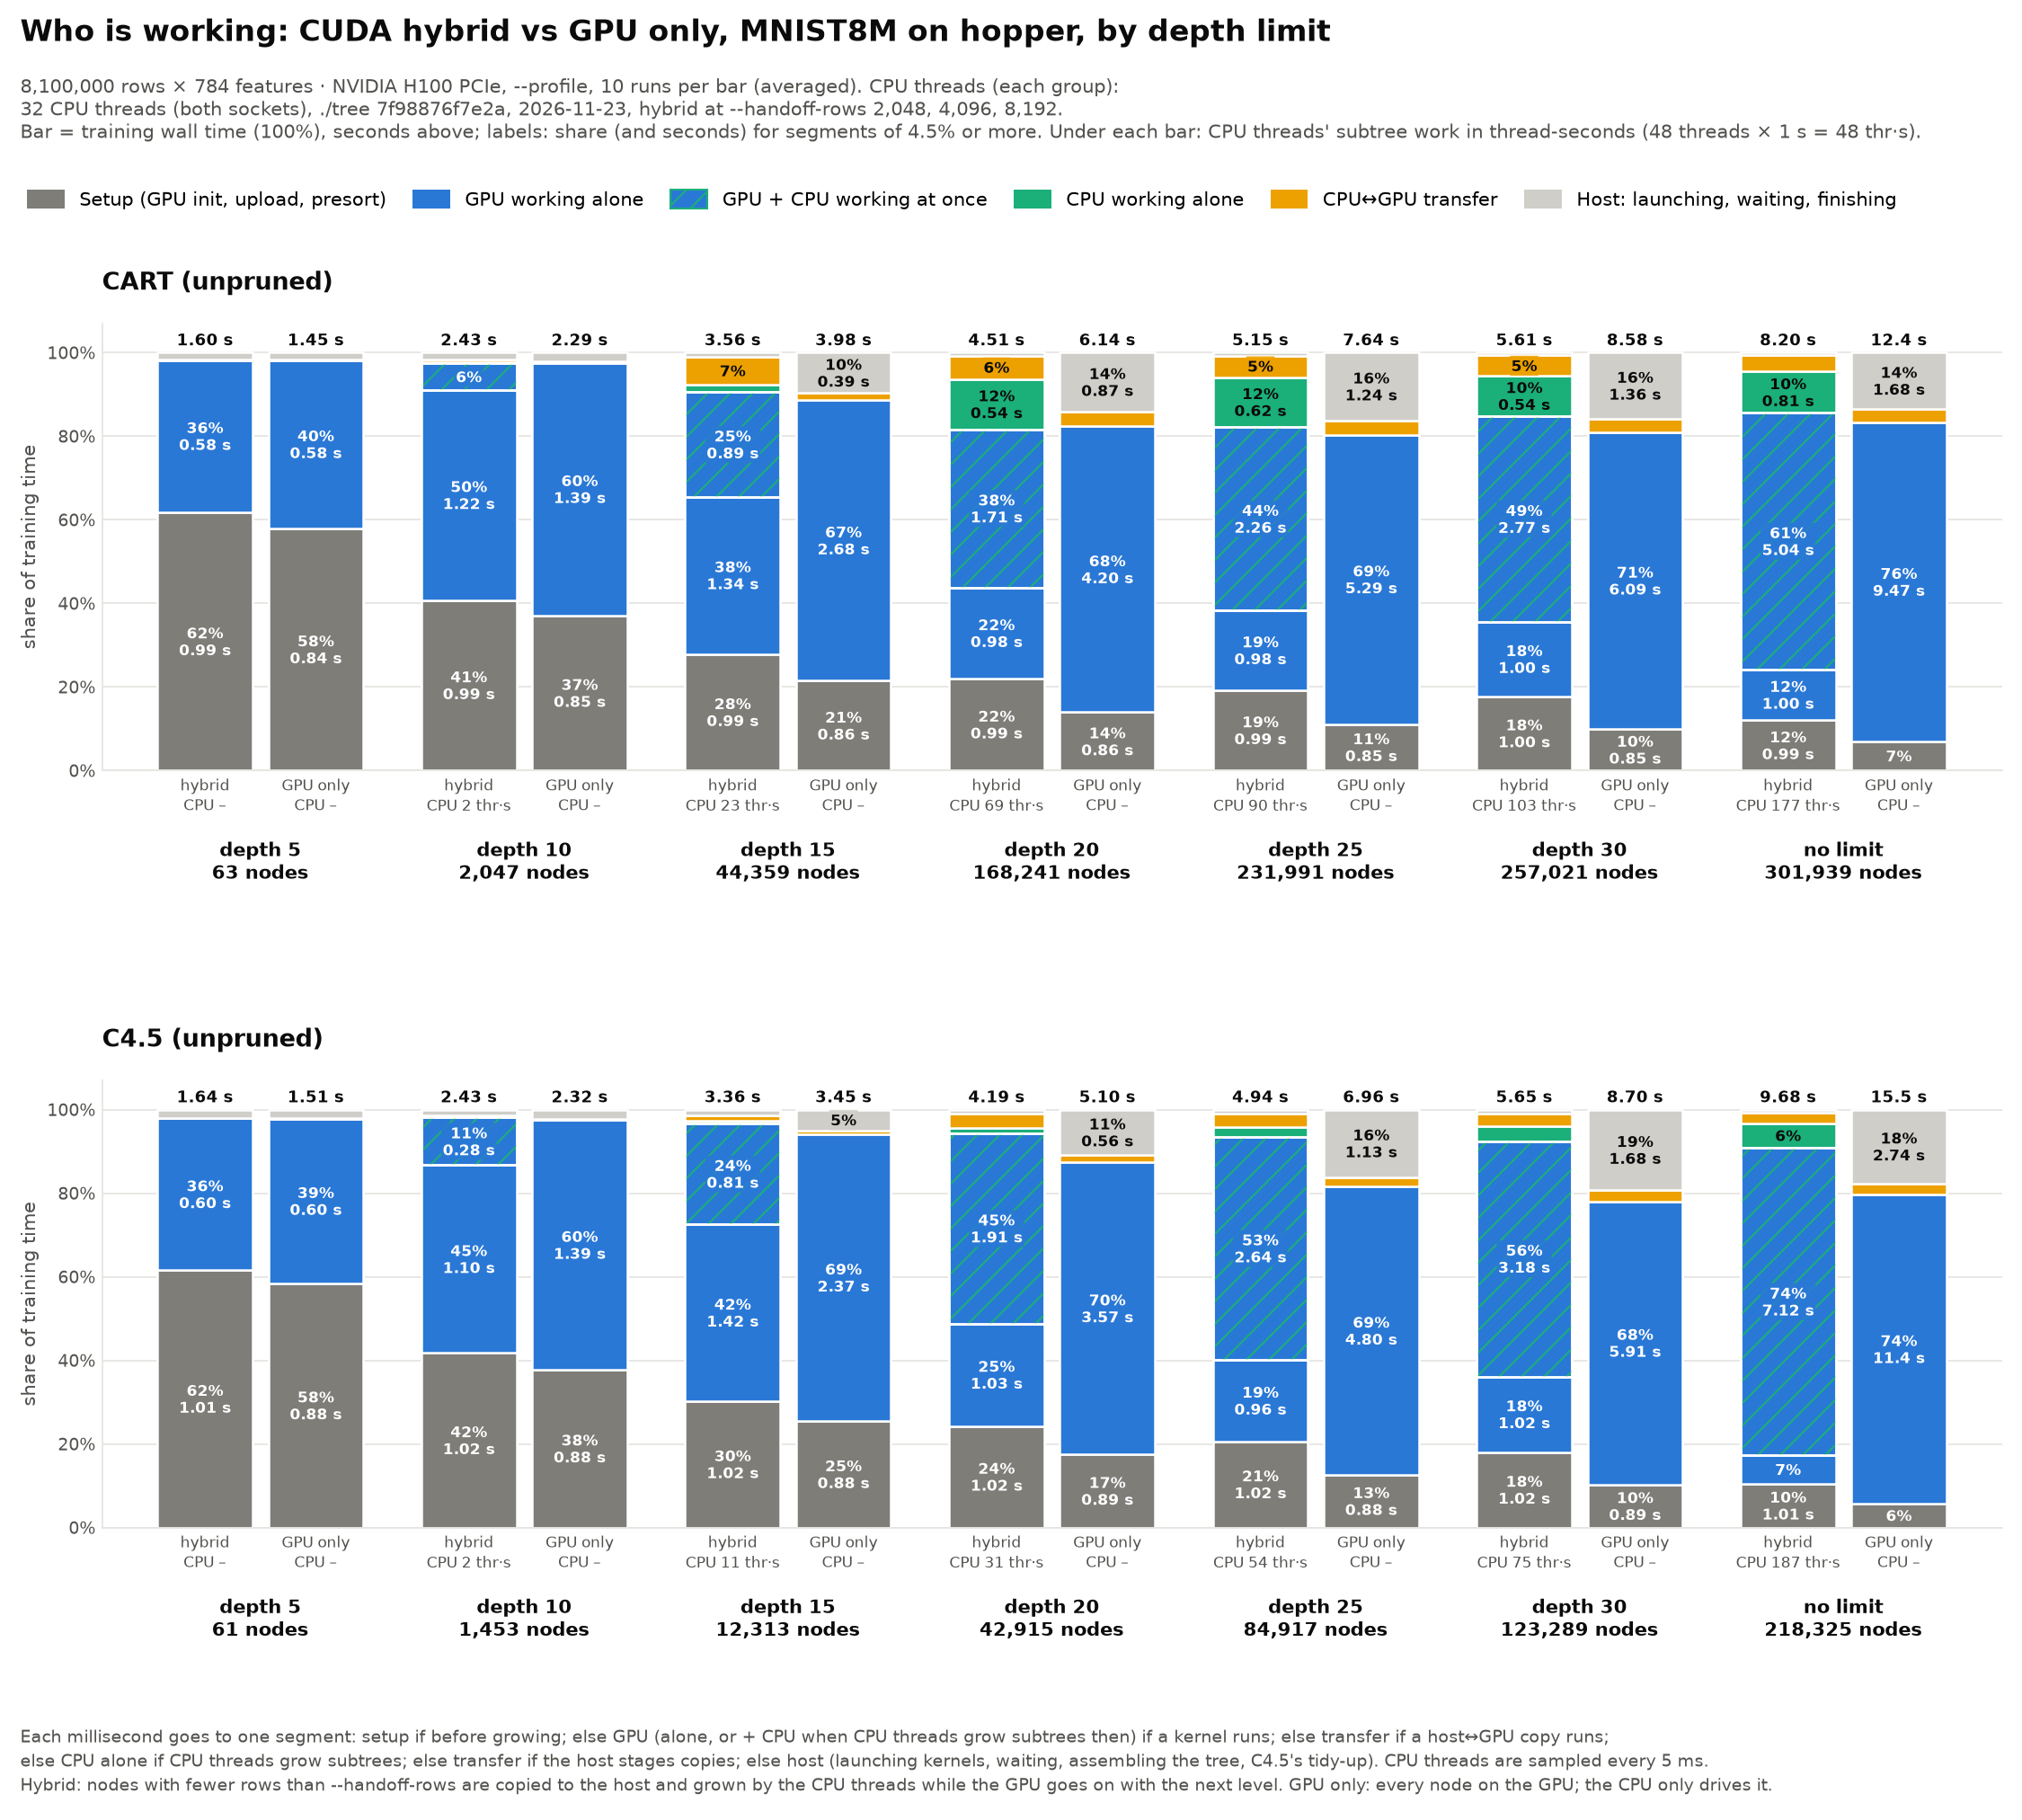 Who is working: CUDA hybrid vs GPU only, MNIST8M on hopper, by depth limit
8,100,000 rows × 784 features · NVIDIA H100 PCIe, --profile, 10 runs per bar (averaged). CPU threads (each group):
32 CPU threads (both sockets), ./tree 7f98876f7e2a, 2026-11-23, hybrid at --handoff-rows 2,048, 4,096, 8,192.
Bar = training wall time (100%), seconds above; labels: share (and seconds) for segments of 4.5% or more. Under each bar: CPU threads' subtree work in thread-seconds (48 threads × 1 s = 48 thr·s).
Setup (GPU init, upload, presort) GPU working alone GPU + CPU working at once CPU working alone CPU↔GPU transfer Host: launching, waiting, finishing
CART (unpruned)
1.60 s 1.45 s 2.43 s 2.29 s 3.56 s 3.98 s 4.51 s 6.14 s 5.15 s 7.64 s 5.61 s 8.58 s 8.20 s 12.4 s
share of training time
100%
80%
60%
40%
20%
0%
36%
0.58 s
62%
0.99 s
40%
0.58 s
58%
0.84 s
6%
50%
1.22 s
41%
0.99 s
60%
1.39 s
37%
0.85 s
7%
25%
0.89 s
38%
1.34 s
28%
0.99 s
10%
0.39 s
67%
2.68 s
21%
0.86 s
6%
12%
0.54 s
38%
1.71 s
22%
0.98 s
22%
0.99 s
14%
0.87 s
68%
4.20 s
14%
0.86 s
5%
12%
0.62 s
44%
2.26 s
19%
0.98 s
19%
0.99 s
16%
1.24 s
69%
5.29 s
11%
0.85 s
5%
10%
0.54 s
49%
2.77 s
18%
1.00 s
18%
1.00 s
16%
1.36 s
71%
6.09 s
10%
0.85 s
10%
0.81 s
61%
5.04 s
12%
1.00 s
12%
0.99 s
14%
1.68 s
76%
9.47 s
7%
hybrid GPU only hybrid GPU only hybrid GPU only hybrid GPU only hybrid GPU only hybrid GPU only hybrid GPU only
CPU – CPU – CPU 2 thr·s CPU – CPU 23 thr·s CPU – CPU 69 thr·s CPU – CPU 90 thr·s CPU – CPU 103 thr·s CPU – CPU 177 thr·s CPU –
depth 5 depth 10 depth 15 depth 20 depth 25 depth 30 no limit
63 nodes 2,047 nodes 44,359 nodes 168,241 nodes 231,991 nodes 257,021 nodes 301,939 nodes
C4.5 (unpruned)
1.64 s 1.51 s 2.43 s 2.32 s 3.36 s 3.45 s 4.19 s 5.10 s 4.94 s 6.96 s 5.65 s 8.70 s 9.68 s 15.5 s
share of training time
100%
80%
60%
40%
20%
0%
36%
0.60 s
62%
1.01 s
39%
0.60 s
58%
0.88 s
11%
0.28 s
45%
1.10 s
42%
1.02 s
60%
1.39 s
38%
0.88 s
24%
0.81 s
42%
1.42 s
30%
1.02 s
5%
69%
2.37 s
25%
0.88 s
45%
1.91 s
25%
1.03 s
24%
1.02 s
11%
0.56 s
70%
3.57 s
17%
0.89 s
53%
2.64 s
19%
0.96 s
21%
1.02 s
16%
1.13 s
69%
4.80 s
13%
0.88 s
56%
3.18 s
18%
1.02 s
18%
1.02 s
19%
1.68 s
68%
5.91 s
10%
0.89 s
6%
74%
7.12 s
7%
10%
1.01 s
18%
2.74 s
74%
11.4 s
6%
hybrid GPU only hybrid GPU only hybrid GPU only hybrid GPU only hybrid GPU only hybrid GPU only hybrid GPU only
CPU – CPU – CPU 2 thr·s CPU – CPU 11 thr·s CPU – CPU 31 thr·s CPU – CPU 54 thr·s CPU – CPU 75 thr·s CPU – CPU 187 thr·s CPU –
depth 5 depth 10 depth 15 depth 20 depth 25 depth 30 no limit
61 nodes 1,453 nodes 12,313 nodes 42,915 nodes 84,917 nodes 123,289 nodes 218,325 nodes
Each millisecond goes to one segment: setup if before growing; else GPU (alone, or + CPU when CPU threads grow subtrees then) if a kernel runs; else transfer if a host↔GPU copy runs;
else CPU alone if CPU threads grow subtrees; else transfer if the host stages copies; else host (launching kernels, waiting, assembling the tree, C4.5's tidy-up). CPU threads are sampled every 5 ms.
Hybrid: nodes with fewer rows than --handoff-rows are copied to the host and grown by the CPU threads while the GPU goes on with the next level. GPU only: every node on the GPU; the CPU only drives it.